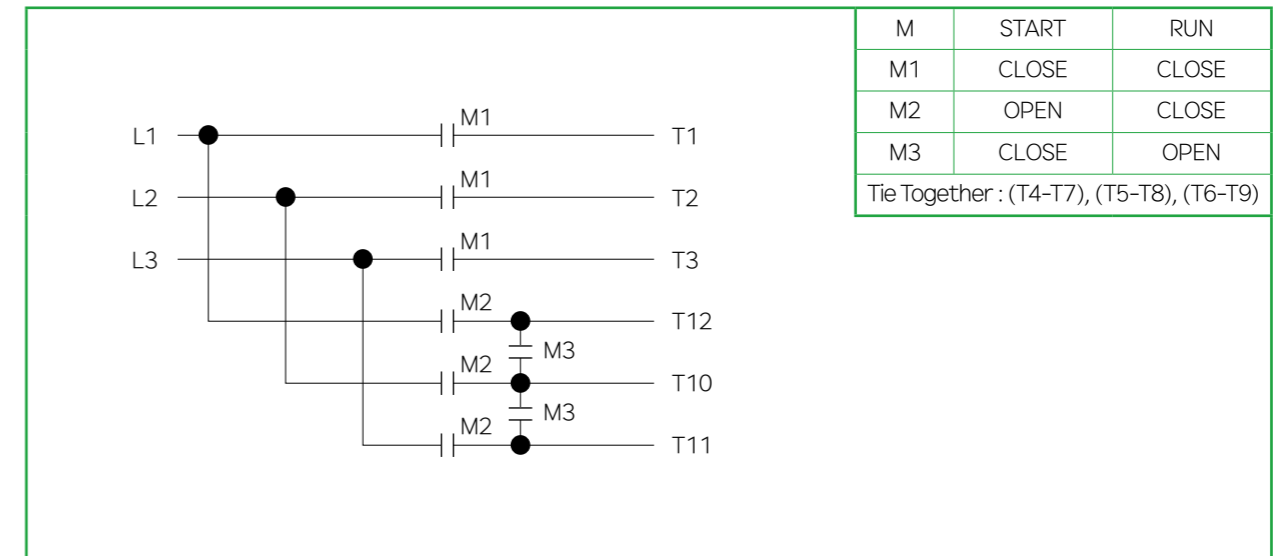 M START RUN
M1 CLOSE CLOSE
M2 OPEN CLOSE
M3 CLOSE OPEN
Tie Together : (T4-T7), (T5-T8), (T6-T9)
L1 M1 T1
L2 M1 T2
L3 M1 T3
M2 T12
M3
M2 T10
M3
M2 T11